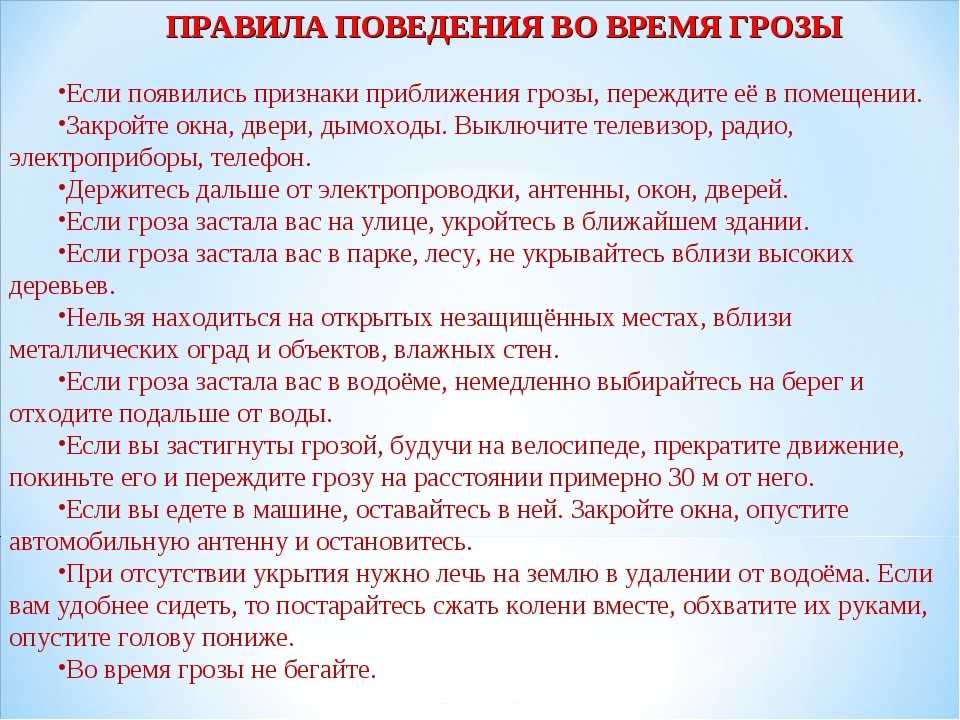 ПРАВИЛА ПОВЕДЕНИЯ ВО ВРЕМЯ ГРОЗЫ
•Если появились признаки приближения грозы, переждите её в помещении.
•Закройте окна, двери, дымоходы. Выключите телевизор, радио,
электроприборы, телефон.
•Держитесь дальше от электропроводки, антенны, окон, дверей.
•Если гроза застала вас на улице, укройтесь в ближайшем здании.
•Если гроза застала вас в парке, лесу, не укрывайтесь вблизи высоких
деревьев.
•Нельзя находиться на открытых незащищённых местах, вблизи
металлических оград и объектов, влажных стен.
•Если гроза застала вас в водоёме, немедленно выбирайтесь на берег и
отходите подальше от воды.
•Если вы застигнуты грозой, будучи на велосипеде, прекратите движение,
покиньте его и переждите грозу на расстоянии примерно 30 м от него.
•Если вы едете в машине, оставайтесь в ней. Закройте окна, опустите
автомобильную антенну и остановитесь.
•При отсутствии укрытия нужно лечь на землю в удалении от водоёма. Если
вам удобнее сидеть, то постарайтесь сжать колени вместе, обхватите их руками,
опустите голову пониже.
•Во время грозы не бегайте.